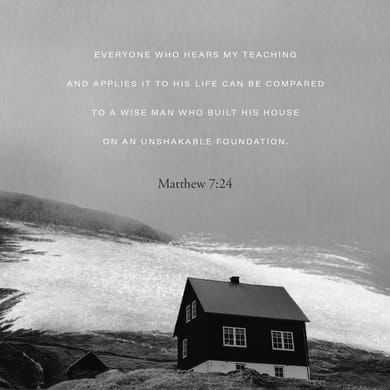 EVERYONE WHO HEARS MY TEACHING
AND APPLIES IT TO HIS LIFE CAN BE COMPARED
TO A WISE MAN WHO BUILT HIS HOUSE
ON AN UNSHAKABLE FOUNDATION.
Matthew 7:24